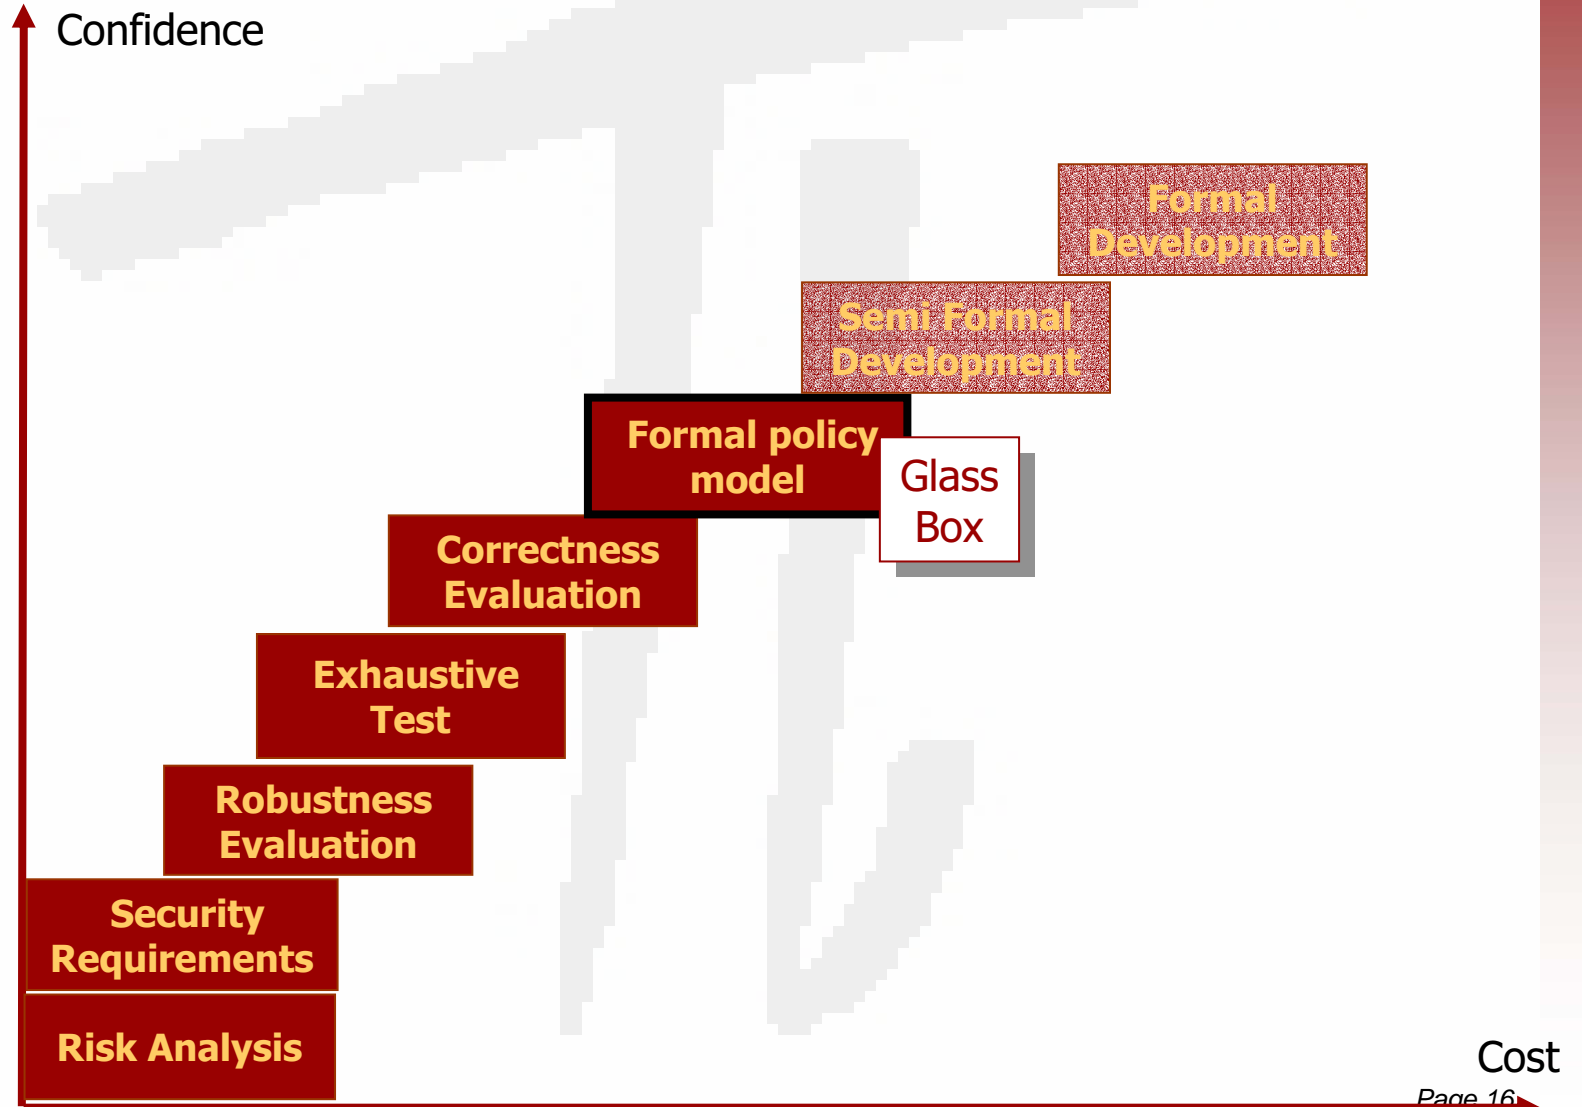 Confidence
Formal
Development
Semi Formal
Development
Formal policy
model
Glass
Box
Correctness
Evaluation
Exhaustive
Test
Robustness
Evaluation
Security
Requirements
Risk Analysis
Cost
Page 16